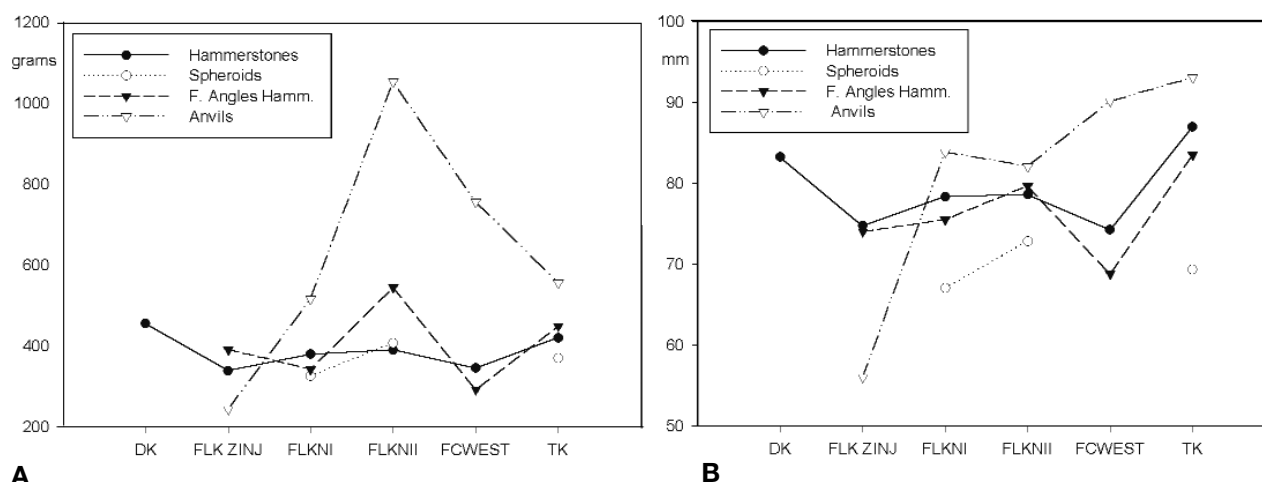 1200
grams
1000
800
600
400
200
Hammerstones
Spheroids
F. Angles Hamm.
Anvils
DK FLK ZINJ FLKNI FLKNII FCWEST TK
A
100
mm
90
80
70
60
50
Hammerstones
Spheroids
F. Angles Hamm.
Anvils
DK FLK ZINJ FLKNI FLKNII FCWEST TK
B